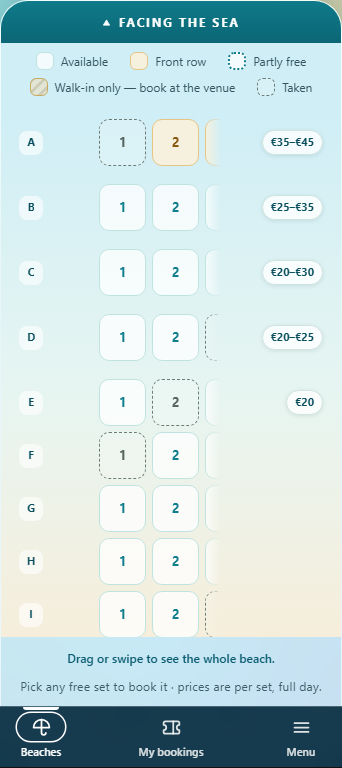 ▲ FACING THE SEA
Available Front row Partly free
Walk-in only — book at the venue Taken
A 1 2 €35–€45
B 1 2 €25–€35
C 1 2 €20–€30
D 1 2 €20–€25
E 1 2 €20
F 1 2
G 1 2
H 1 2
I 1 2
Drag or swipe to see the whole beach.
Pick any free set to book it · prices are per set, full day.
Beaches My bookings Menu